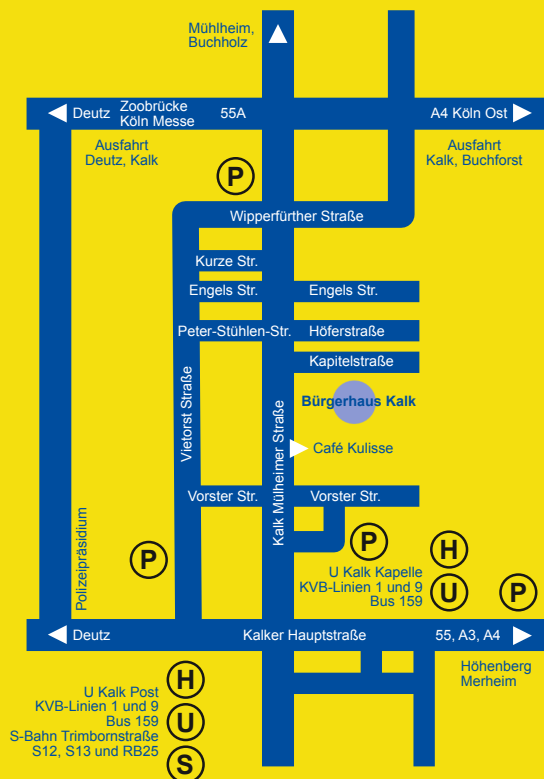 Mühlheim,
Buchholz
Deutz
Zoobrücke
Köln Messe
55A
A4 Köln Ost
Ausfahrt
Deutz, Kalk
Ausfahrt
Kalk, Buchforst
P
Wipperfürther Straße
Kurze Str.
Engels Str.
Engels Str.
Peter-Stühlen-Str.
Höferstraße
Kapitelstraße
Vietorst Straße
Kalk Mülheimer Straße
Bürgerhaus Kalk
Café Kulisse
Vorster Str.
Vorster Str.
Polizeipräsidium
P
P
H
U Kalk Kapelle
KVB-Linien 1 und 9
Bus 159
U
P
Deutz
Kalker Hauptstraße
55, A3, A4
Höhenberg
Merheim
U Kalk Post
KVB-Linien 1 und 9
Bus 159
S-Bahn Trimbornstraße
S12, S13 und RB25
H
U
S